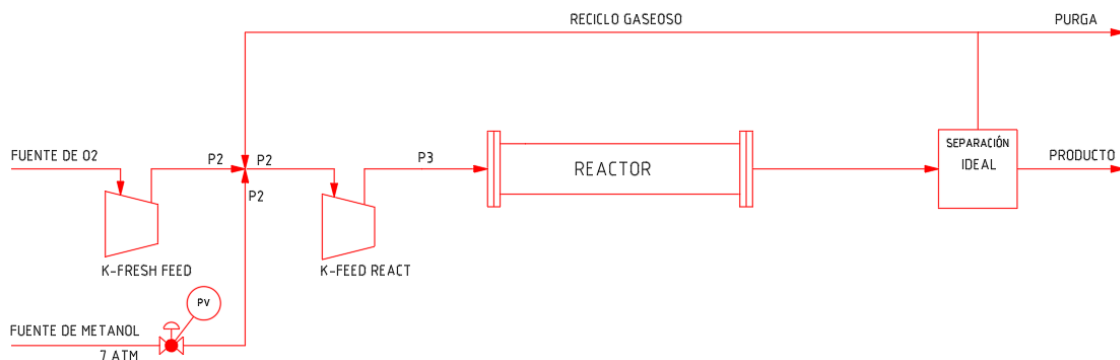 RECICLO GASEOSO
PURGA
FUENTE DE O2
P2
P2
P3
P2
REACTOR
SEPARACIÓN
IDEAL
PRODUCTO
K-FRESH FEED
K-FEED REACT
PV
FUENTE DE METANOL
7 ATM